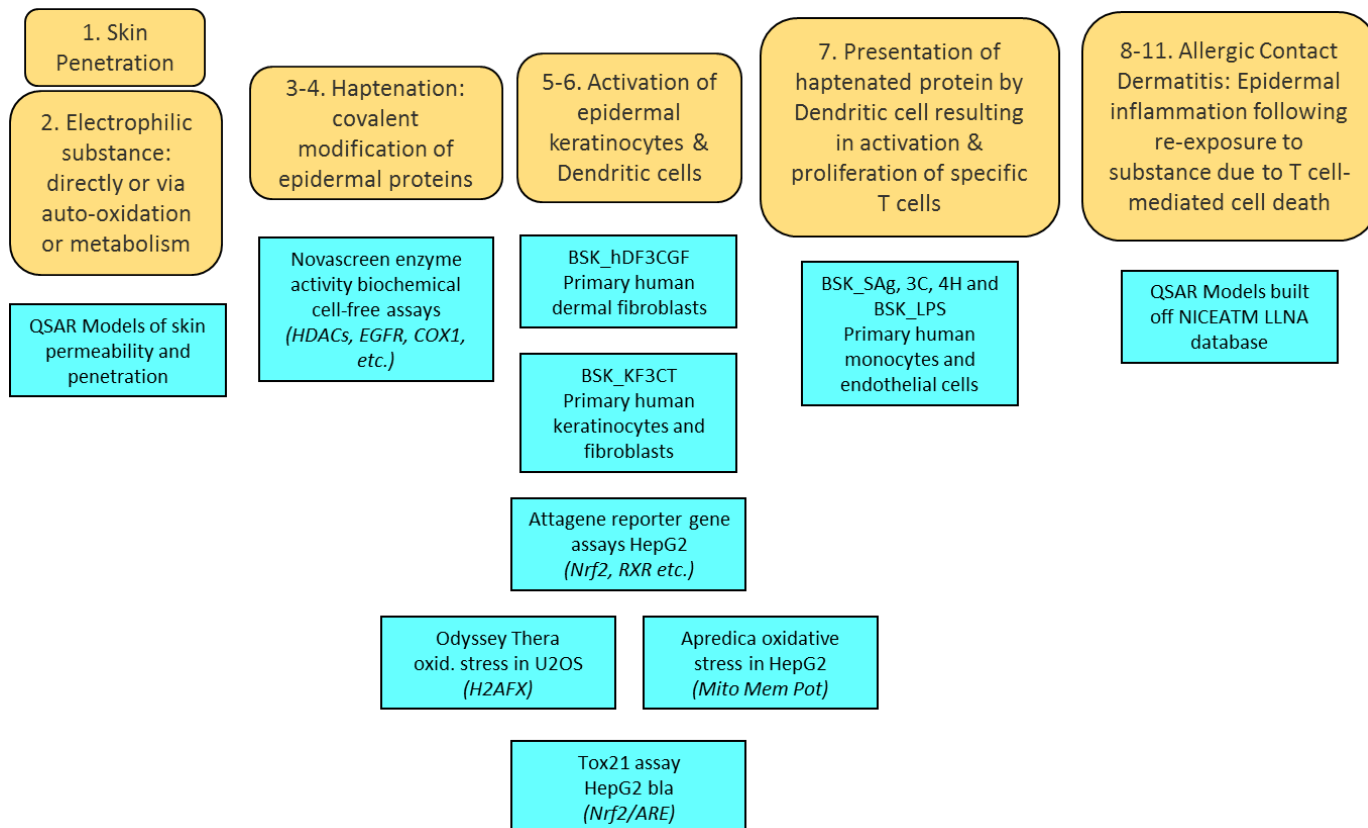 1. Skin
Penetration
2. Electrophilic
substance:
directly or via
auto-oxidation
or metabolism
QSAR Models of skin
permeability and
penetration
3-4. Haptenation:
covalent
modification of
epidermal proteins
Novascreen enzyme
activity biochemical
cell-free assays
(HDACs, EGFR, COX1,
etc.)
5-6. Activation of
epidermal
keratinocytes &
Dendritic cells
BSK_hDF3CGF
Primary human
dermal fibroblasts
BSK_KF3CT
Primary human
keratinocytes and
fibroblasts
Attagene reporter gene
assays HepG2
(Nrf2, RXR etc.)
Odyssey Thera
oxid. stress in U2OS
(H2AFX)
Apredica oxidative
stress in HepG2
(Mito Mem Pot)
Tox21 assay
HepG2 bla
(Nrf2/ARE)
7. Presentation of
haptenated protein by
Dendritic cell resulting
in activation &
proliferation of specific
T cells
BSK_SAg, 3C, 4H and
BSK_LPS
Primary human
monocytes and
endothelial cells
8-11. Allergic Contact
Dermatitis: Epidermal
inflammation following
re-exposure to
substance due to T cell-
mediated cell death
QSAR Models built
off NICEATM LLNA
database